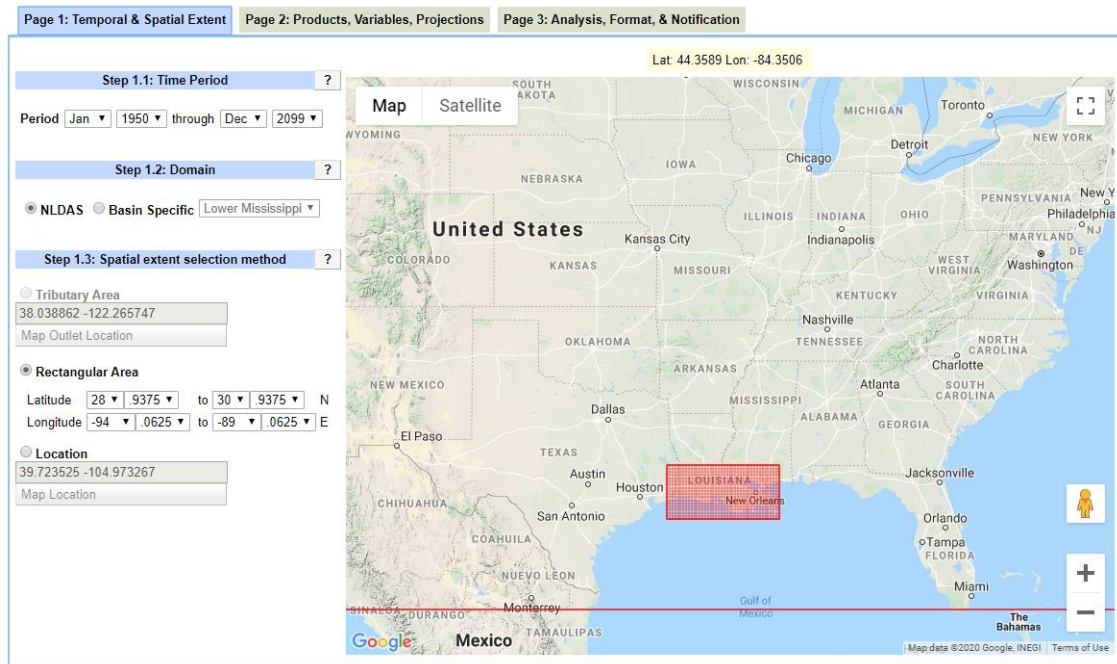 Page 1: Temporal & Spatial Extent
Page 2: Products, Variables, Projections
Page 3: Analysis, Format, & Notification
Lat: 44.3589 Lon: -84.3506
Step 1.1: Time Period ?
Period Jan 1950 through Dec 2099
Step 1.2: Domain ?
NLDAS Basin Specific Lower Mississippi
Step 1.3: Spatial extent selection method ?
Tributary Area
38.038862 -122.265747
Map Outlet Location
Rectangular Area
Latitude 28 .9375 to 30 .9375 N
Longitude -94 .0625 to -89 .0625 E
Location
39.723525 -104.973267
Map Location
Map Satellite
SOUTH
AKOTA
WISCONSIN
MICHIGAN
Toronto
WYOMING
Detroit
NEW YORK
Chicago
IOWA
NEBRASKA
PENNSYLVANIA
New Y
ILLINOIS
INDIANA
OHIO
Philadelphia
United States
Kansas City
Indianapolis
MARYLAND
NJ
DE
COLORADO
KANSAS
MISSOURI
WEST
VIRGINIA
Washington
KENTUCKY
VIRGINIA
Nashville
OKLAHOMA
TENNESSEE
NORTH
CAROLINA
ARKANSAS
Charlotte
NEW MEXICO
Atlanta
SOUTH
CAROLINA
Dallas
MISSISSIPPI
ALABAMA
GEORGIA
El Paso
TEXAS
Austin
Houston
LOUISIANA
Jacksonville
CHIHUAHUA
New Orleans
San Antonio
Orlando
COAHUILA
Tampa
FLORIDA
NUEVO LEON
Miami
Gulf of
Mexico
SINALOA
DURANGO
Monterrey
The
Bahamas
TAMAULIPAS
Google
Mexico
Map data ©2020 Google, INEGI Terms of Use